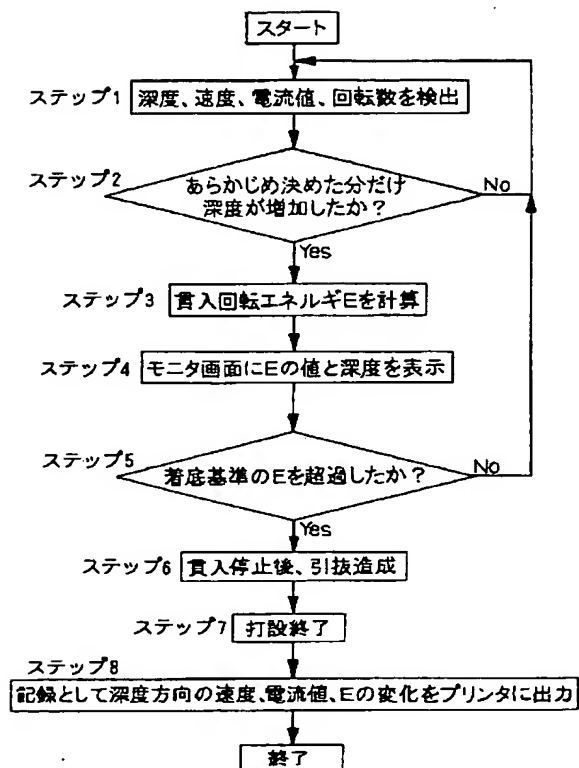 スタート
ステップ1 深度、速度、電流値、回転数を検出
ステップ2
あらかじめ決めた分だけ
深度が増加したか？
No
Yes
ステップ3 貫入回転エネルギEを計算
ステップ4 モニタ画面にEの値と深度を表示
ステップ5
着底基準のEを超過したか？
No
Yes
ステップ6 貫入停止後、引抜造成
ステップ7 打設終了
ステップ8
記録として深度方向の速度、電流値、Eの変化をプリンタに出力
終了